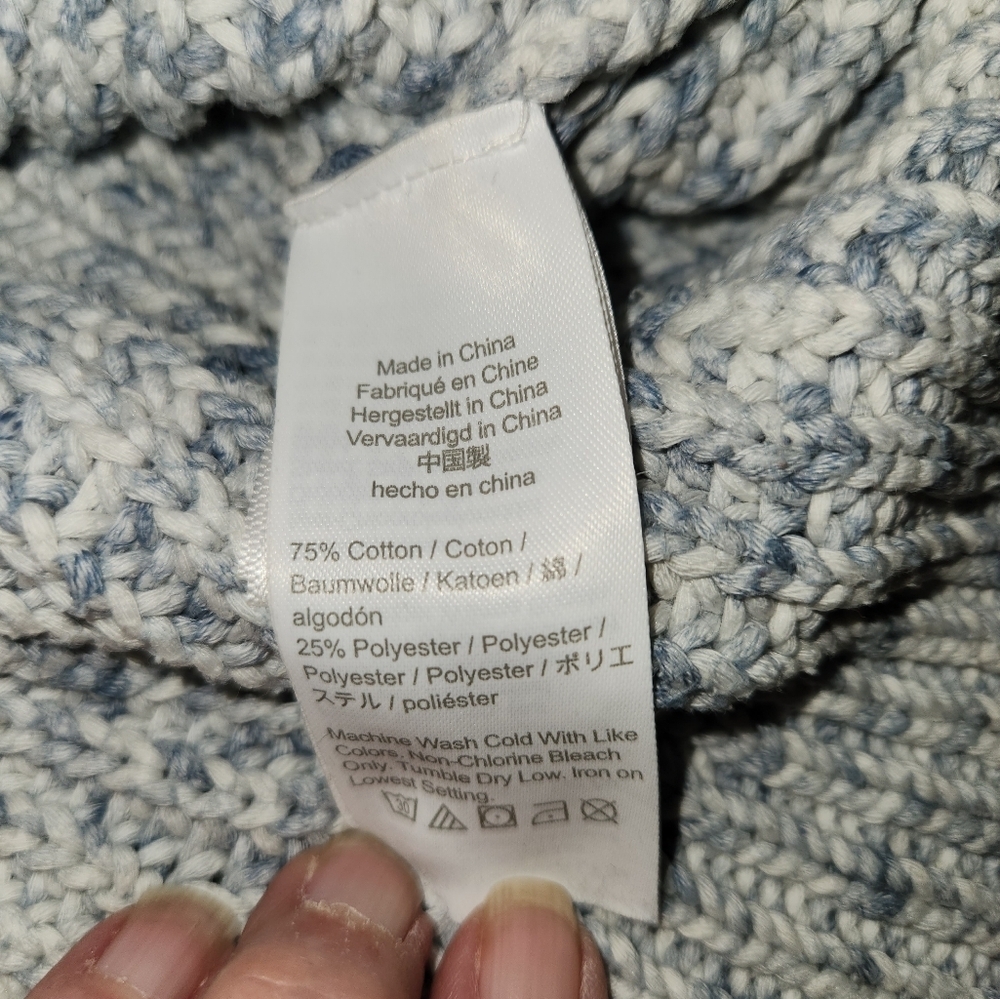 Made in China
Fabriqué en Chine
Hergestellt in China
Vervaardigd in China
中国製
hecho en china
75% Cotton / Coton /
Baumwolle / Katoen / 綿 /
algodón
25% Polyester / Polyester /
Polyester / Polyester / ポリエ
ステル / poliéster
Machine Wash Cold With Like
Colors. Non-Chlorine Bleach
Only. Tumble Dry Low. Iron on
Lowest Setting.
30